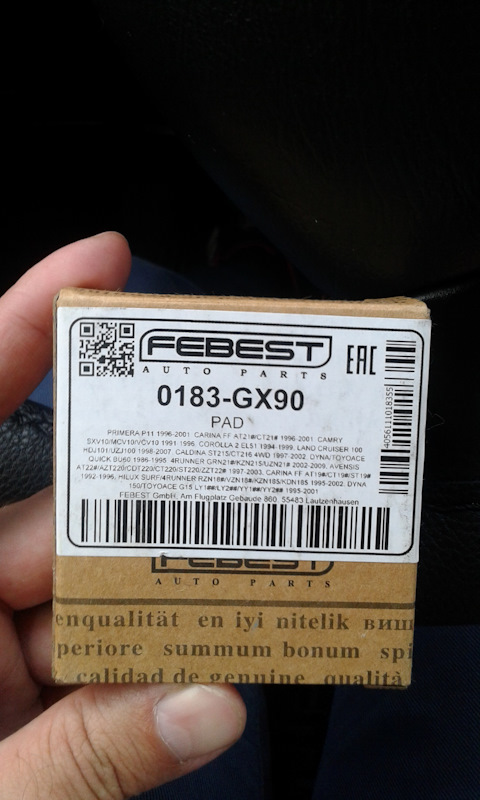 FEBEST
AUTO PARTS
EAC
0183-GX90
PAD
PRIMERA P11 1996-2001, CARINA FF AT21#/CT21# 1996-2001, CAMRY
SXV10/MCV10/VCV10 1991-1996, COROLLA 2 EL51 1994-1999, LAND CRUISER 100
HDJ101/UZJ100 1998-2007, CALDINA ST215/CT216 4WD 1997-2002, DYNA/TOYOACE
QUICK BU60 1986-1995, 4RUNNER GRN21#/KZN215/UZN21# 2002-2009, AVENSIS
AT22#/AZT220/CDT220/CT220/ST220/ZZT22# 1997-2003, CARINA FF AT19#/CT19#/ST19#
1992-1996, HILUX SURF/4RUNNER RZN18#/VZN18#/KZN185/KDN185 1995-2002, DYNA
150/TOYOACE G15 LY1##/LY2##/YY1##/YY2## 1995-2001
FEBEST GmbH, Am Flugplatz Gebäude 860, 55483 Lautzenhausen
4056111018355
FEBEST
AUTO PARTS
enqualität en iyi nitelik виш
periore summum bonum spi
calidad de genuine qualità